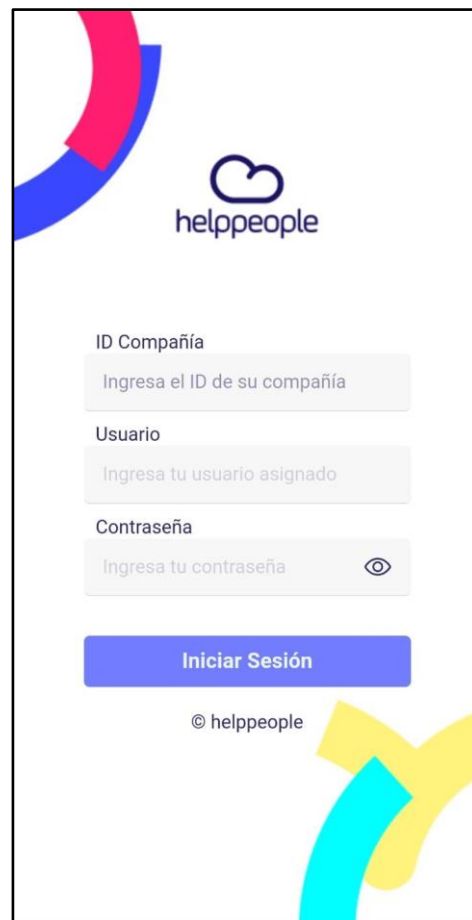 helppeople
ID Compañía
Ingresa el ID de su compañía
Usuario
Ingresa tu usuario asignado
Contraseña
Ingresa tu contraseña
Iniciar Sesión
© helppeople